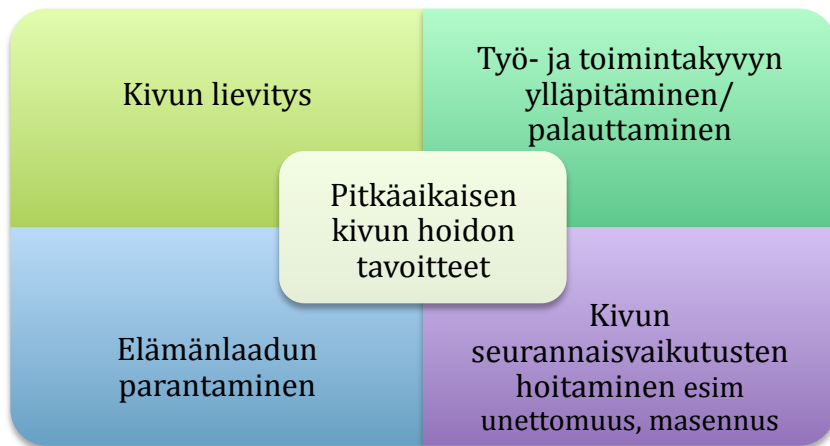 Kivun lievitys
Työ- ja toimintakyvyn
ylläpitäminen/
palauttaminen
Pitkäaikaisen
kivun hoidon
tavoitteet
Elämänlaadun
parantaminen
Kivun
seurannaisvaikutusten
hoitaminen esim
unettomuus, masennus